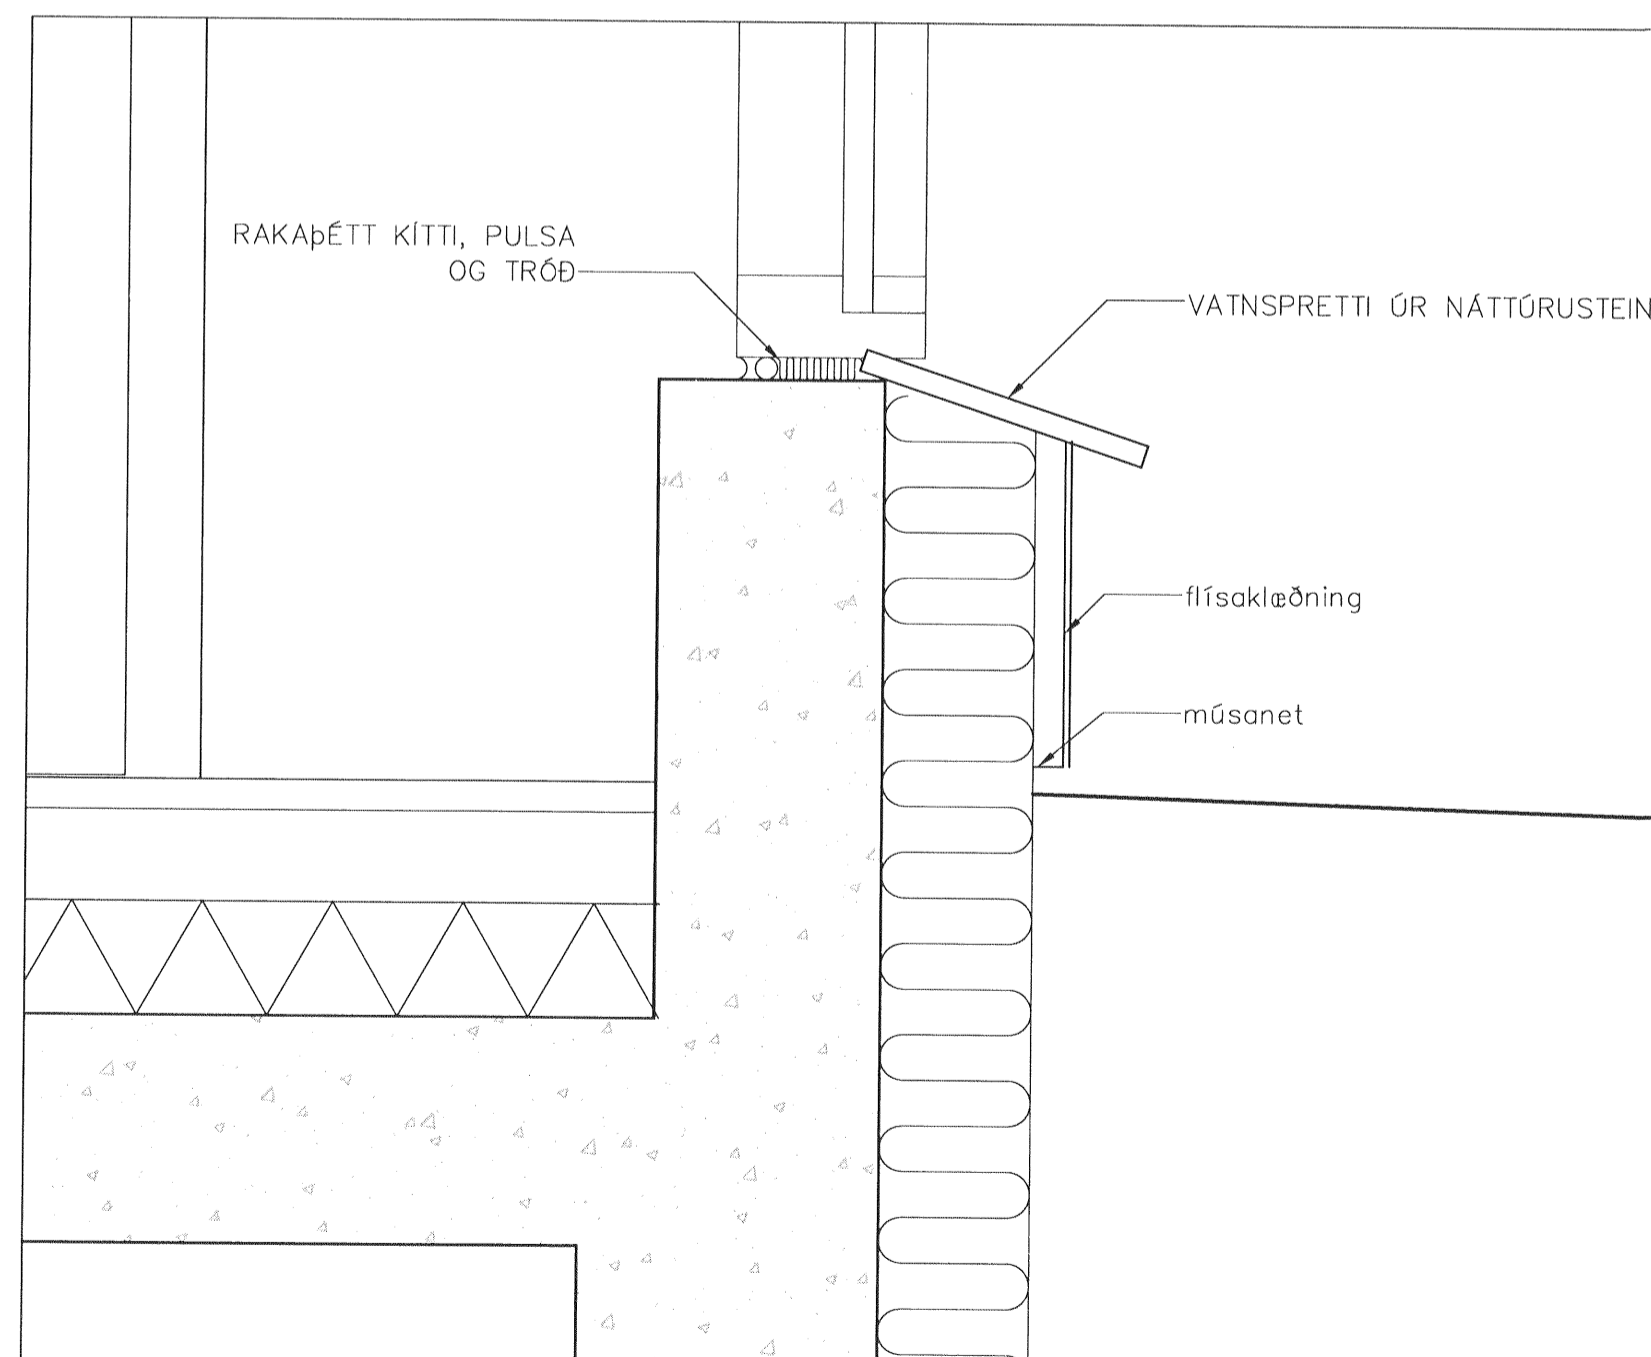 RAKAÞÉTT KÍTTI, PULSA
OG TRÓÐ
VATNSPRETTI ÚR NÁTTÚRUSTEIN
flísaklæðning
músanet